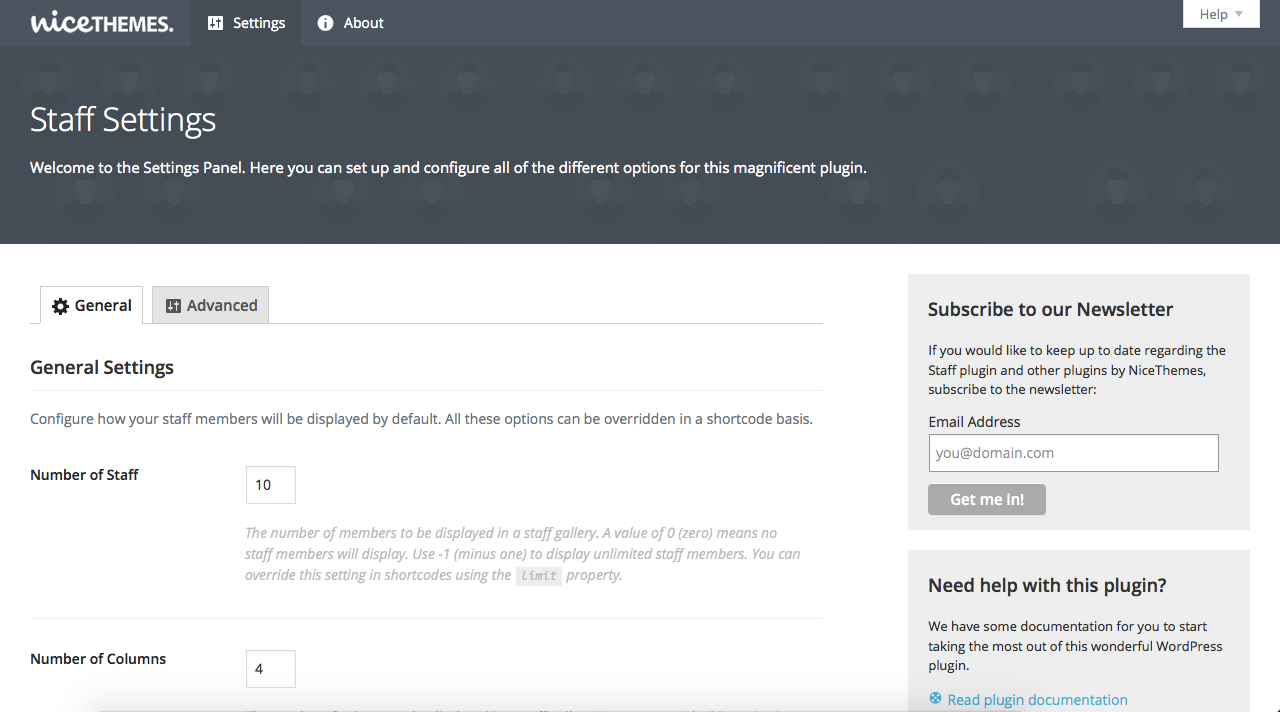 nicethemes.
Settings
About
Help
Staff Settings
Welcome to the Settings Panel. Here you can set up and configure all of the different options for this magnificent plugin.
General
Advanced
General Settings
Configure how your staff members will be displayed by default. All these options can be overridden in a shortcode basis.
Number of Staff
10
The number of members to be displayed in a staff gallery. A value of 0 (zero) means no
staff members will display. Use -1 (minus one) to display unlimited staff members. You can
override this setting in shortcodes using the limit property.
Number of Columns
4
Subscribe to our Newsletter
If you would like to keep up to date regarding the
Staff plugin and other plugins by NiceThemes,
subscribe to the newsletter:
Email Address
you@domain.com
Get me in!
Need help with this plugin?
We have some documentation for you to start
taking the most out of this wonderful WordPress
plugin.
Read plugin documentation